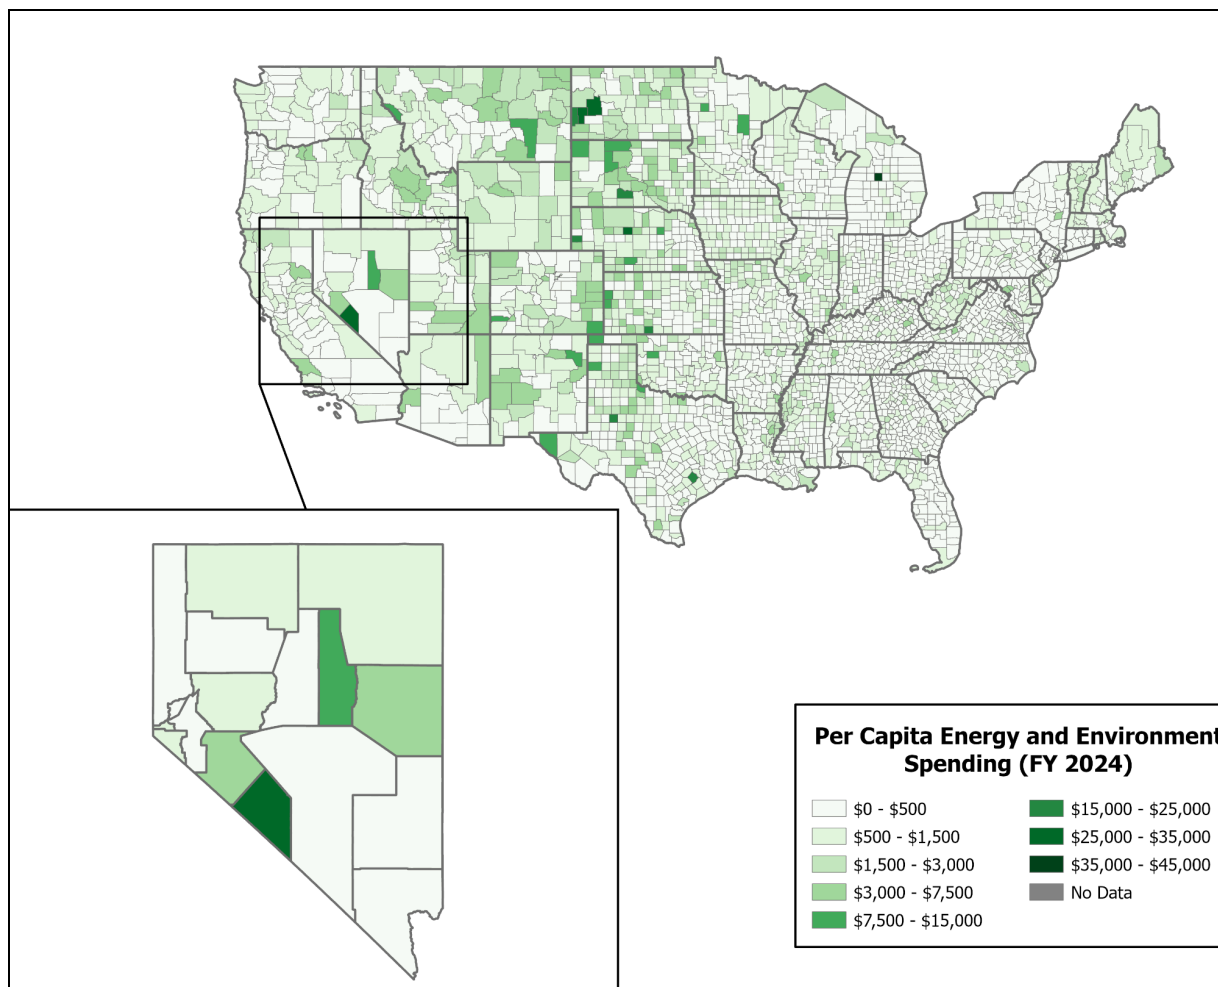 Per Capita Energy and Environment
Spending (FY 2024)
$0 - $500
$500 - $1,500
$1,500 - $3,000
$3,000 - $7,500
$7,500 - $15,000
$15,000 - $25,000
$25,000 - $35,000
$35,000 - $45,000
No Data